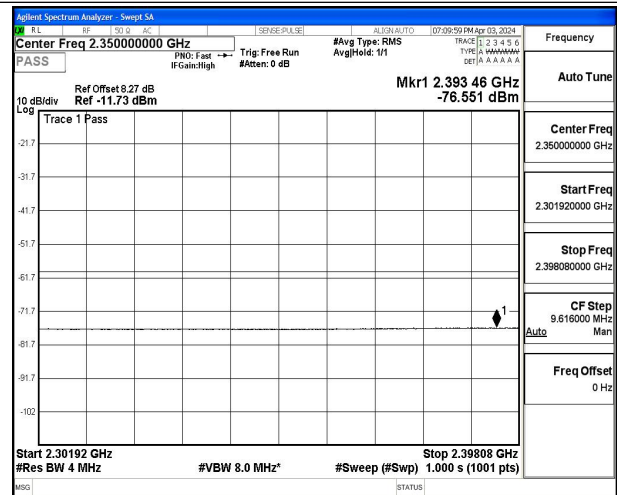 Agilent Spectrum Analyzer - Swept SA
RL RF 50 Ω AC SENSE:PULSE ALIGN AUTO 07:09:59 PM Apr 03, 2024
Center Freq 2.350000000 GHz
PASS
PNO: Fast
IFGain:High
Trig: Free Run
#Atten: 0 dB
#Avg Type: RMS
Avg|Hold: 1/1
TRACE 1 2 3 4 5 6
TYPE A WWWWW
DET A A A A A A
Ref Offset 8.27 dB
10 dB/div Ref -11.73 dBm
Log
Mkr1 2.393 46 GHz
-76.551 dBm
Trace 1 Pass
-21.7
-31.7
-41.7
-51.7
-61.7
-71.7
-81.7
-91.7
-102
1
Start 2.30192 GHz
#Res BW 4 MHz
#VBW 8.0 MHz*
Stop 2.39808 GHz
#Sweep (#Swp) 1.000 s (1001 pts)
MSG STATUS
Frequency
Auto Tune
Center Freq
2.350000000 GHz
Start Freq
2.301920000 GHz
Stop Freq
2.398080000 GHz
CF Step
9.616000 MHz
Auto Man
Freq Offset
0 Hz